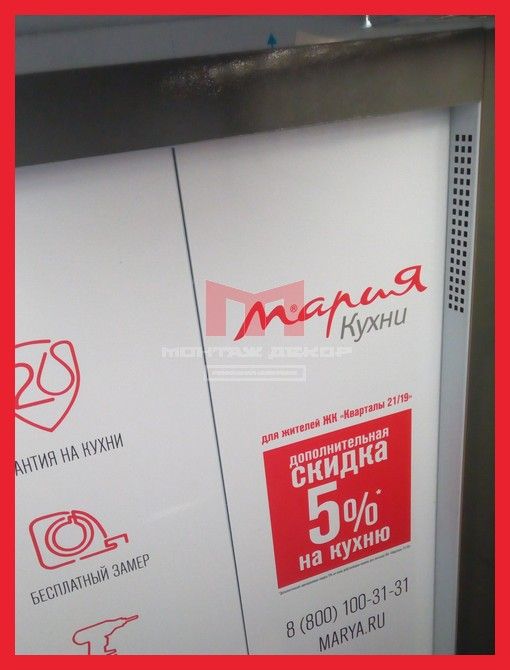 Мария
Кухни
М®
МОНТАЖ ДЕКОР
для жителей ЖК «Кварталы 21/19»
дополнительная
скидка
5%*
на кухню
8 (800) 100-31-31
MARYA.RU
АНТИЯ НА КУХНИ
БЕСПЛАТНЫЙ ЗАМЕР